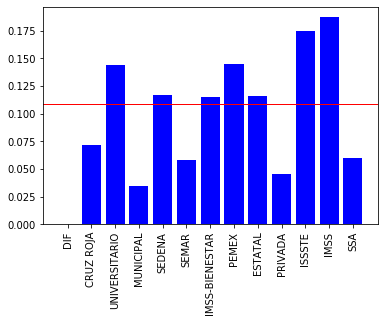 0.175
0.150
0.125
0.100
0.075
0.050
0.025
0.000
DIF
CRUZ ROJA
UNIVERSITARIO
MUNICIPAL
SEDENA
SEMAR
IMSS-BIENESTAR
PEMEX
ESTATAL
PRIVADA
ISSSTE
IMSS
SSA